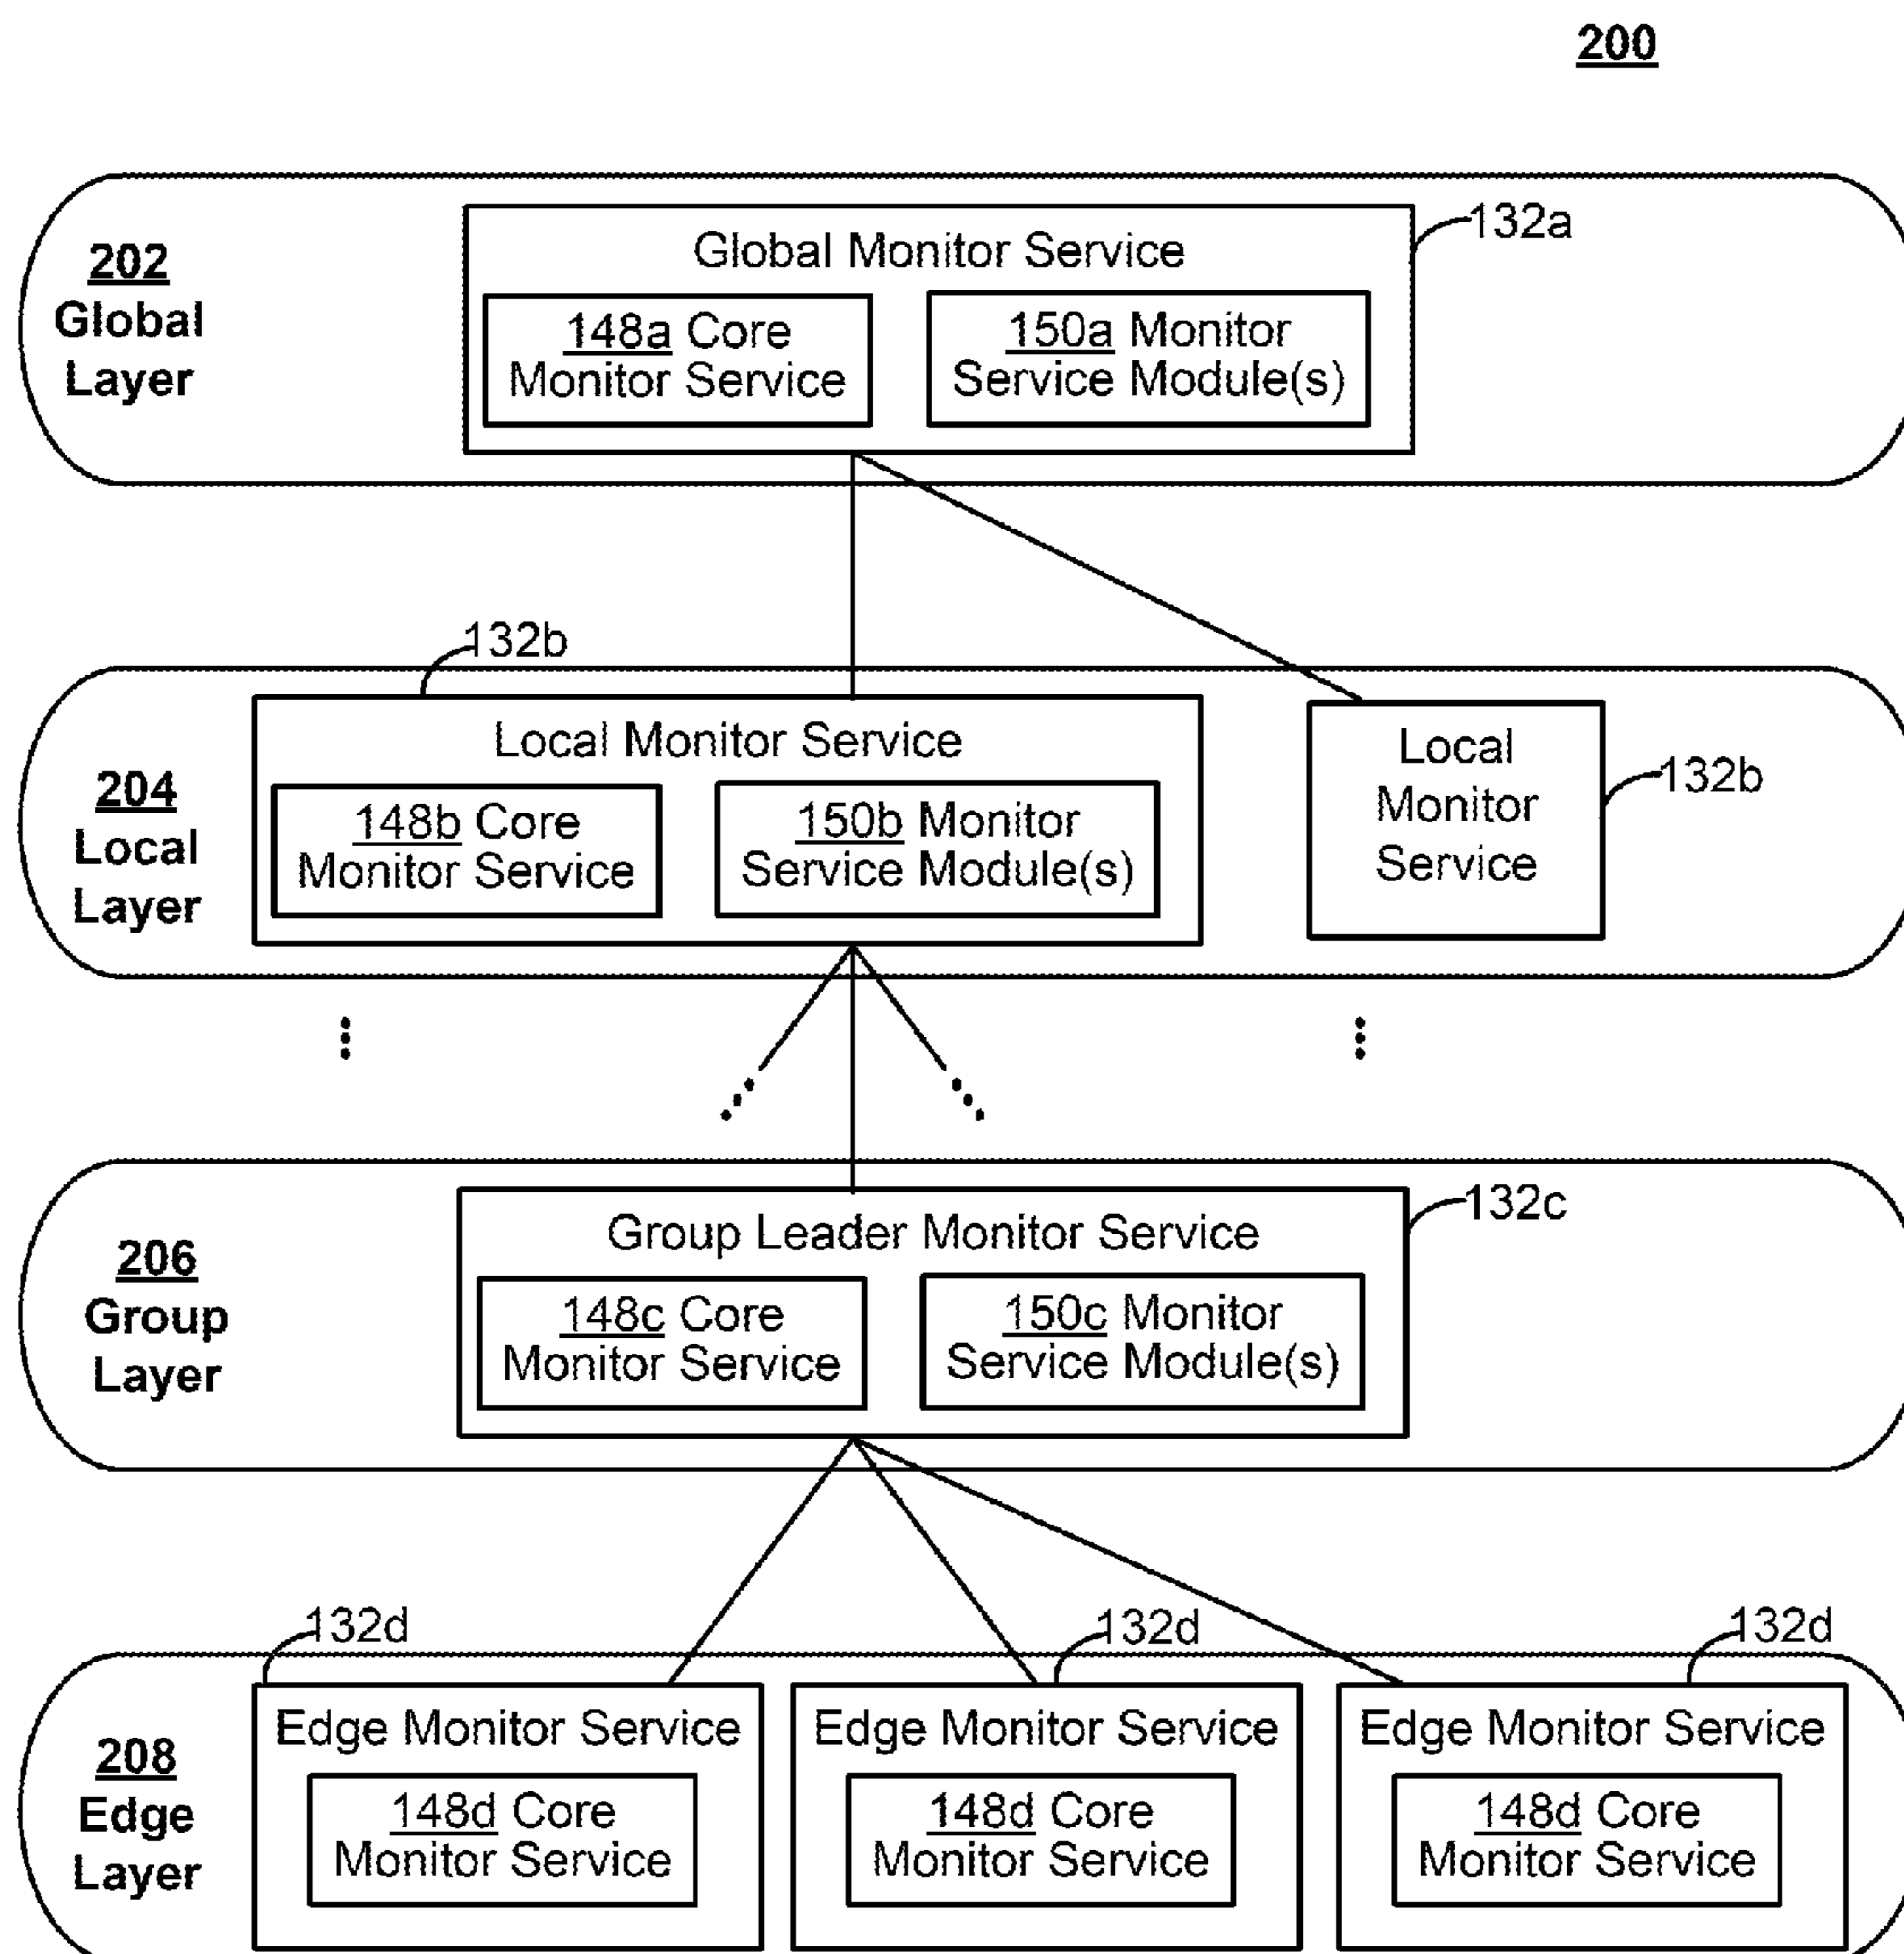 200
202
Global
Layer
132a
Global Monitor Service
148a Core
Monitor Service
150a Monitor
Service Module(s)
132b
204
Local
Layer
Local Monitor Service
148b Core
Monitor Service
150b Monitor
Service Module(s)
Local
Monitor
Service
132b
206
Group
Layer
132c
Group Leader Monitor Service
148c Core
Monitor Service
150c Monitor
Service Module(s)
132d
132d
132d
208
Edge
Layer
Edge Monitor Service
148d Core
Monitor Service
Edge Monitor Service
148d Core
Monitor Service
Edge Monitor Service
148d Core
Monitor Service